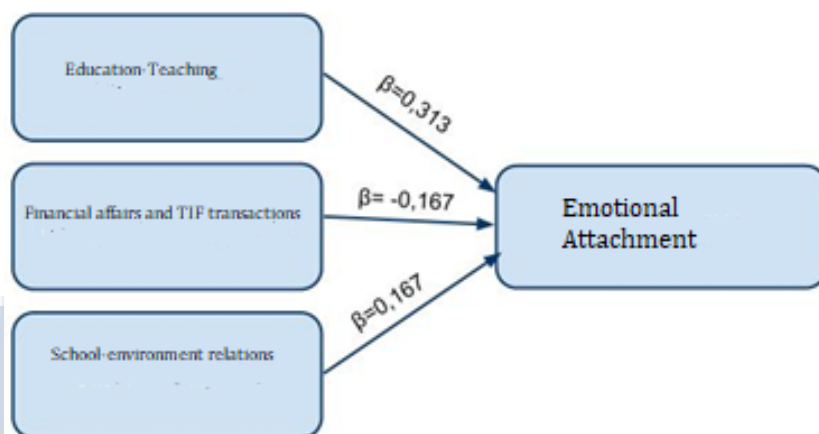 Education-Teaching
β=0,313
Financial affairs and TIF transactions
β= -0,167
Emotional
Attachment
β=0,167
School-environment relations